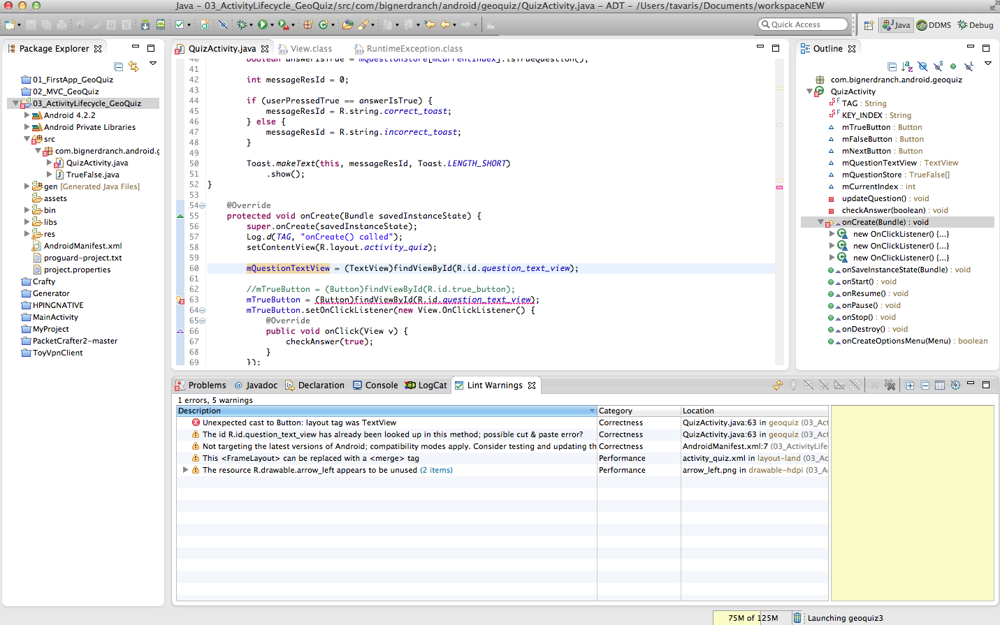 Java – 03_ActivityLifecycle_GeoQuiz/src/com/bignerdranch/android/geoquiz/QuizActivity.java – ADT – /Users/tavaris/Documents/workspaceNEW
Quick Access
Java
DDMS
Debug
Package Explorer
01_FirstApp_GeoQuiz
02_MVC_GeoQuiz
03_ActivityLifecycle_GeoQuiz
Android 4.2.2
Android Private Libraries
src
com.bignerdranch.android.g
QuizActivity.java
TrueFalse.java
gen [Generated Java Files]
assets
bin
libs
res
AndroidManifest.xml
proguard-project.txt
project.properties
Crafty
Generator
HPINGNATIVE
MainActivity
MyProject
PacketCrafter2-master
ToyVpnClient
QuizActivity.java
View.class
RuntimeException.class
40 boolean answerIsTrue = mQuestionStore[mCurrentIndex].isTrueQuestion();
41
42 int messageResId = 0;
43
44 if (userPressedTrue == answerIsTrue) {
45 messageResId = R.string.correct_toast;
46 } else {
47 messageResId = R.string.incorrect_toast;
48 }
49
50 Toast.makeText(this, messageResId, Toast.LENGTH_SHORT)
51 .show();
52 }
53
54 @Override
55 protected void onCreate(Bundle savedInstanceState) {
56 super.onCreate(savedInstanceState);
57 Log.d(TAG, "onCreate() called");
58 setContentView(R.layout.activity_quiz);
59
60 mQuestionTextView = (TextView)findViewById(R.id.question_text_view);
61
62 //mTrueButton = (Button)findViewById(R.id.true_button);
63 mTrueButton = (Button)findViewById(R.id.question_text_view);
64 mTrueButton.setOnClickListener(new View.OnClickListener() {
65 @Override
66 public void onClick(View v) {
67 checkAnswer(true);
68 }
69 });
Outline
com.bignerdranch.android.geoquiz
QuizActivity
TAG : String
KEY_INDEX : String
mTrueButton : Button
mFalseButton : Button
mNextButton : Button
mQuestionTextView : TextView
mQuestionStore : TrueFalse[]
mCurrentIndex : int
updateQuestion() : void
checkAnswer(boolean) : void
onCreate(Bundle) : void
new OnClickListener() {...}
new OnClickListener() {...}
new OnClickListener() {...}
onSaveInstanceState(Bundle) : void
onStart() : void
onResume() : void
onPause() : void
onStop() : void
onDestroy() : void
onCreateOptionsMenu(Menu) : boolean
Problems
@ Javadoc
Declaration
Console
LogCat
Lint Warnings
1 errors, 5 warnings
Description Category Location
Unexpected cast to Button: layout tag was TextView Correctness QuizActivity.java:63 in geoquiz (03_Act
The id R.id.question_text_view has already been looked up in this method; possible cut & paste error? Correctness QuizActivity.java:63 in geoquiz (03_Act
Not targeting the latest versions of Android; compatibility modes apply. Consider testing and updating th Correctness AndroidManifest.xml:7 (03_ActivityLife
This <FrameLayout> can be replaced with a <merge> tag Performance activity_quiz.xml in layout-land (03_Ac
The resource R.drawable.arrow_left appears to be unused (2 items) Performance arrow_left.png in drawable-hdpi (03_A
75M of 125M
Launching geoquiz3